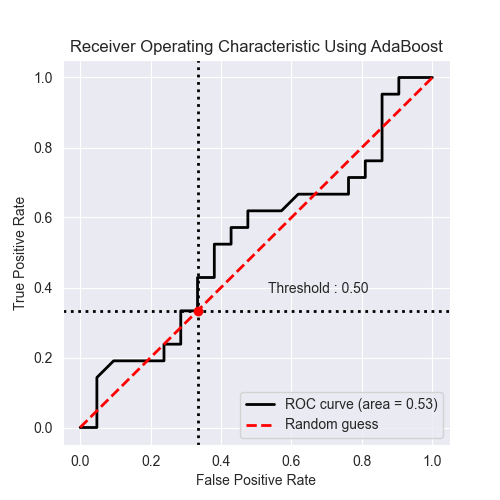 Receiver Operating Characteristic Using AdaBoost
1.0
0.8
0.6
0.4
0.2
0.0
True Positive Rate
Threshold : 0.50
ROC curve (area = 0.53)
Random guess
0.0 0.2 0.4 0.6 0.8 1.0
False Positive Rate